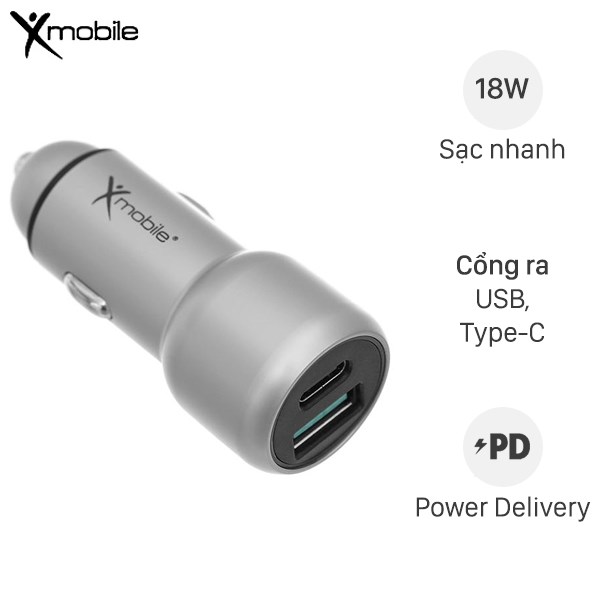 Xmobile
Xmobile®
18W
Sạc nhanh
Cổng ra
USB,
Type-C
PD
Power Delivery